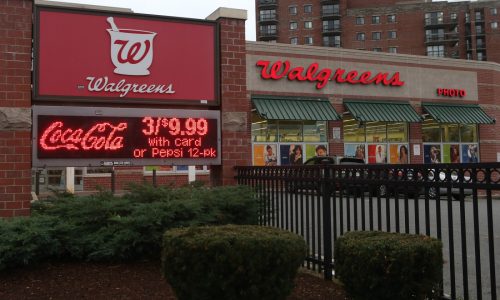 W
Walgreens
Coca-Cola
3/$9.99
with card
or Pepsi 12-pk
Walgreens
PHOTO